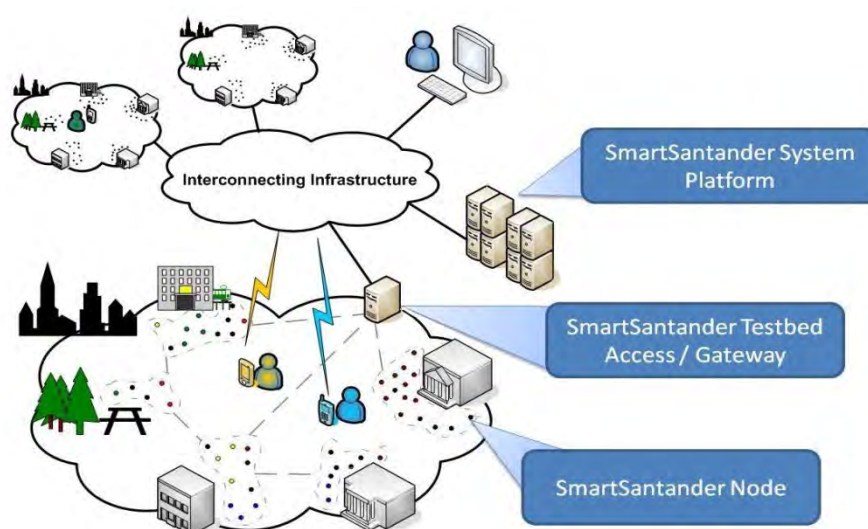 SmartSantander System
Platform
Interconnecting Infrastructure
SmartSantander Testbed
Access / Gateway
SmartSantander Node